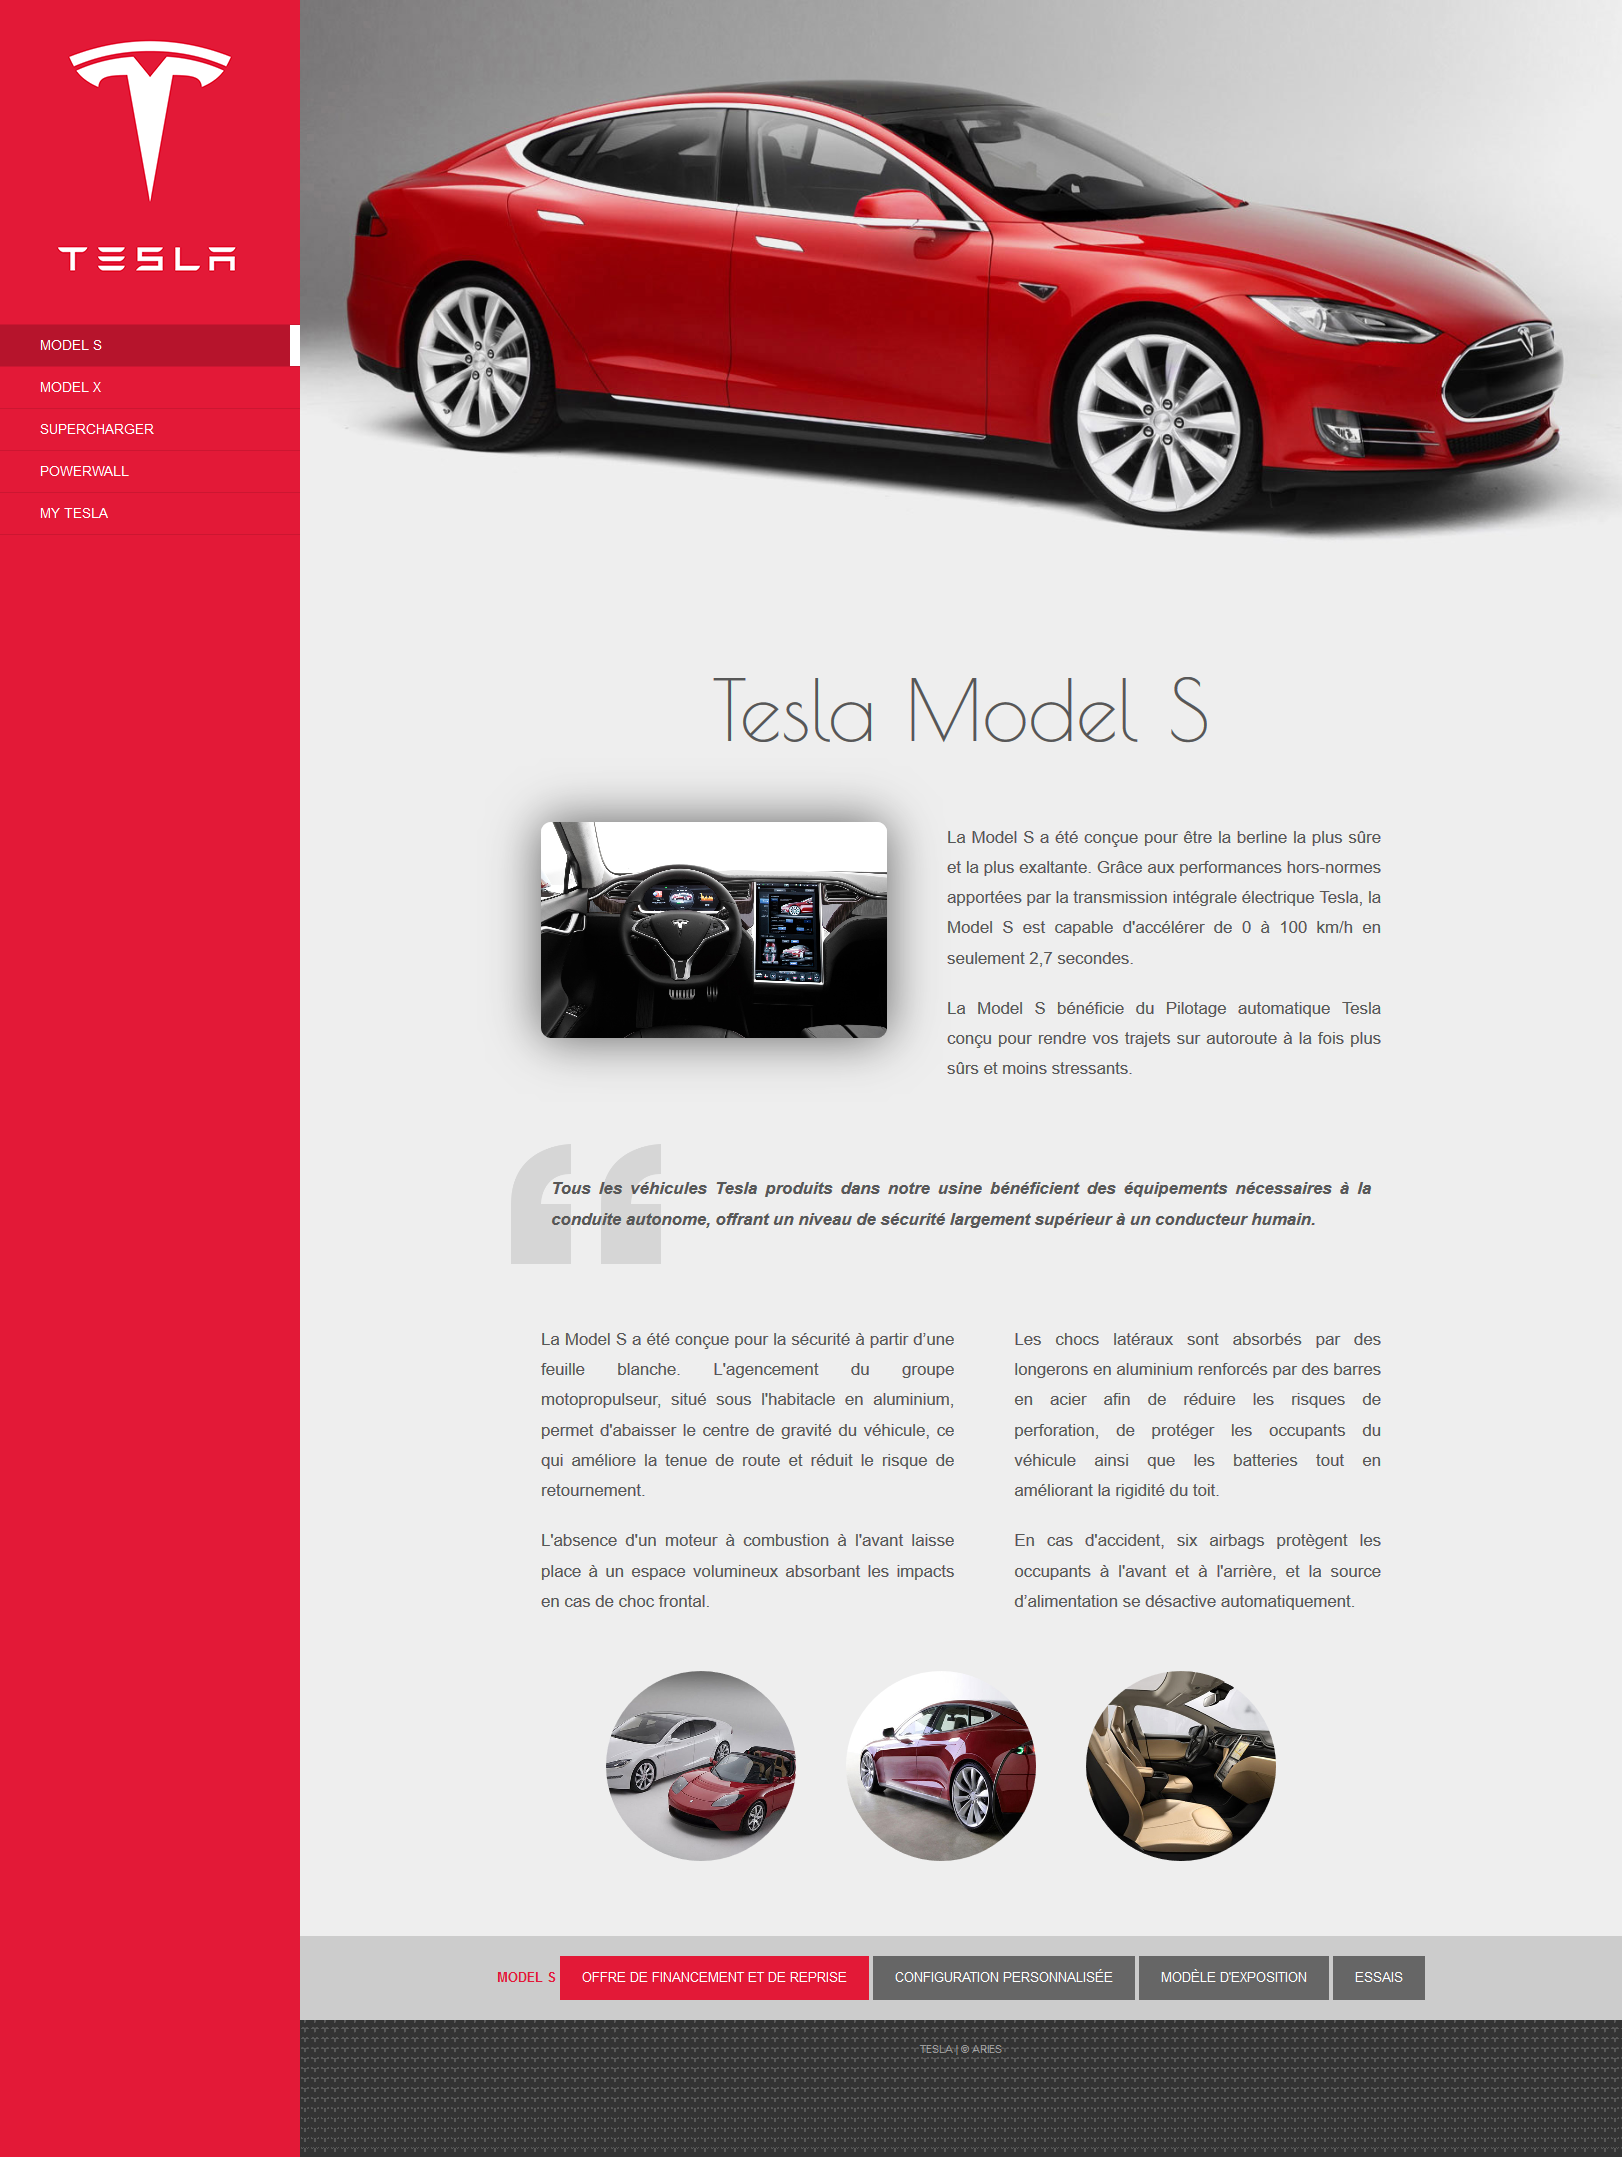 TESLA
MODEL S
MODEL X
SUPERCHARGER
POWERWALL
MY TESLA
Tesla Model S
La Model S a été conçue pour être la berline la plus sûre
et la plus exaltante. Grâce aux performances hors-normes
apportées par la transmission intégrale électrique Tesla, la
Model S est capable d'accélérer de 0 à 100 km/h en
seulement 2,7 secondes.
La Model S bénéficie du Pilotage automatique Tesla
conçu pour rendre vos trajets sur autoroute à la fois plus
sûrs et moins stressants.
Tous les véhicules Tesla produits dans notre usine bénéficient des équipements nécessaires à la
conduite autonome, offrant un niveau de sécurité largement supérieur à un conducteur humain.
La Model S a été conçue pour la sécurité à partir d’une
feuille blanche. L'agencement du groupe
motopropulseur, situé sous l'habitacle en aluminium,
permet d'abaisser le centre de gravité du véhicule, ce
qui améliore la tenue de route et réduit le risque de
retournement.
L'absence d'un moteur à combustion à l'avant laisse
place à un espace volumineux absorbant les impacts
en cas de choc frontal.
Les chocs latéraux sont absorbés par des
longerons en aluminium renforcés par des barres
en acier afin de réduire les risques de
perforation, de protéger les occupants du
véhicule ainsi que les batteries tout en
améliorant la rigidité du toit.
En cas d'accident, six airbags protègent les
occupants à l'avant et à l'arrière, et la source
d’alimentation se désactive automatiquement.
MODEL S OFFRE DE FINANCEMENT ET DE REPRISE CONFIGURATION PERSONNALISÉE MODÈLE D'EXPOSITION ESSAIS
TESLA | © ARIES